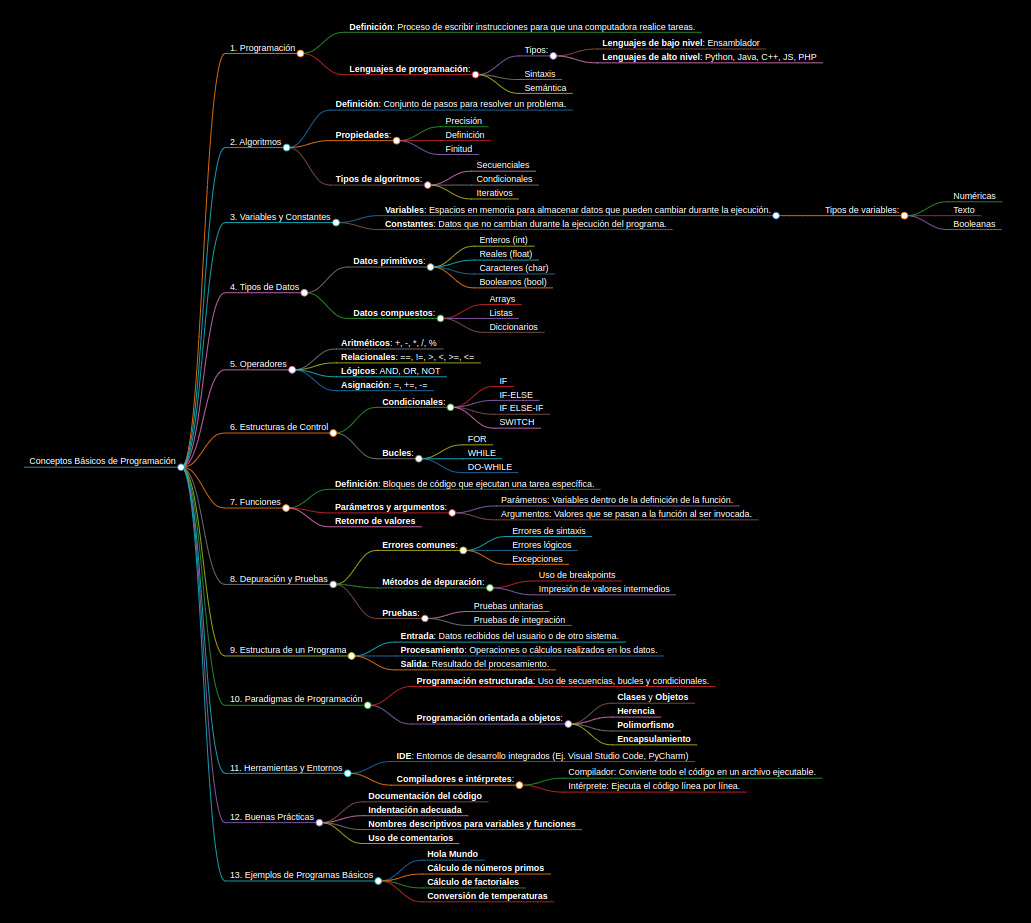 Conceptos Básicos de Programación
1. Programación
Definición: Proceso de escribir instrucciones para que una computadora realice tareas.
Lenguajes de programación:
Tipos:
Lenguajes de bajo nivel: Ensamblador
Lenguajes de alto nivel: Python, Java, C++, JS, PHP
Sintaxis
Semántica
2. Algoritmos
Definición: Conjunto de pasos para resolver un problema.
Propiedades:
Precisión
Definición
Finitud
Tipos de algoritmos:
Secuenciales
Condicionales
Iterativos
3. Variables y Constantes
Variables: Espacios en memoria para almacenar datos que pueden cambiar durante la ejecución.
Tipos de variables:
Numéricas
Texto
Booleanas
Constantes: Datos que no cambian durante la ejecución del programa.
4. Tipos de Datos
Datos primitivos:
Enteros (int)
Reales (float)
Caracteres (char)
Booleanos (bool)
Datos compuestos:
Arrays
Listas
Diccionarios
5. Operadores
Aritméticos: +, -, *, /, %
Relacionales: ==, !=, >, <, >=, <=
Lógicos: AND, OR, NOT
Asignación: =, +=, -=
6. Estructuras de Control
Condicionales:
IF
IF-ELSE
IF ELSE-IF
SWITCH
Bucles:
FOR
WHILE
DO-WHILE
7. Funciones
Definición: Bloques de código que ejecutan una tarea específica.
Parámetros y argumentos:
Parámetros: Variables dentro de la definición de la función.
Argumentos: Valores que se pasan a la función al ser invocada.
Retorno de valores
8. Depuración y Pruebas
Errores comunes:
Errores de sintaxis
Errores lógicos
Excepciones
Métodos de depuración:
Uso de breakpoints
Impresión de valores intermedios
Pruebas:
Pruebas unitarias
Pruebas de integración
9. Estructura de un Programa
Entrada: Datos recibidos del usuario o de otro sistema.
Procesamiento: Operaciones o cálculos realizados en los datos.
Salida: Resultado del procesamiento.
10. Paradigmas de Programación
Programación estructurada: Uso de secuencias, bucles y condicionales.
Programación orientada a objetos:
Clases y Objetos
Herencia
Polimorfismo
Encapsulamiento
11. Herramientas y Entornos
IDE: Entornos de desarrollo integrados (Ej. Visual Studio Code, PyCharm)
Compiladores e intérpretes:
Compilador: Convierte todo el código en un archivo ejecutable.
Intérprete: Ejecuta el código línea por línea.
12. Buenas Prácticas
Documentación del código
Indentación adecuada
Nombres descriptivos para variables y funciones
Uso de comentarios
13. Ejemplos de Programas Básicos
Hola Mundo
Cálculo de números primos
Cálculo de factoriales
Conversión de temperaturas